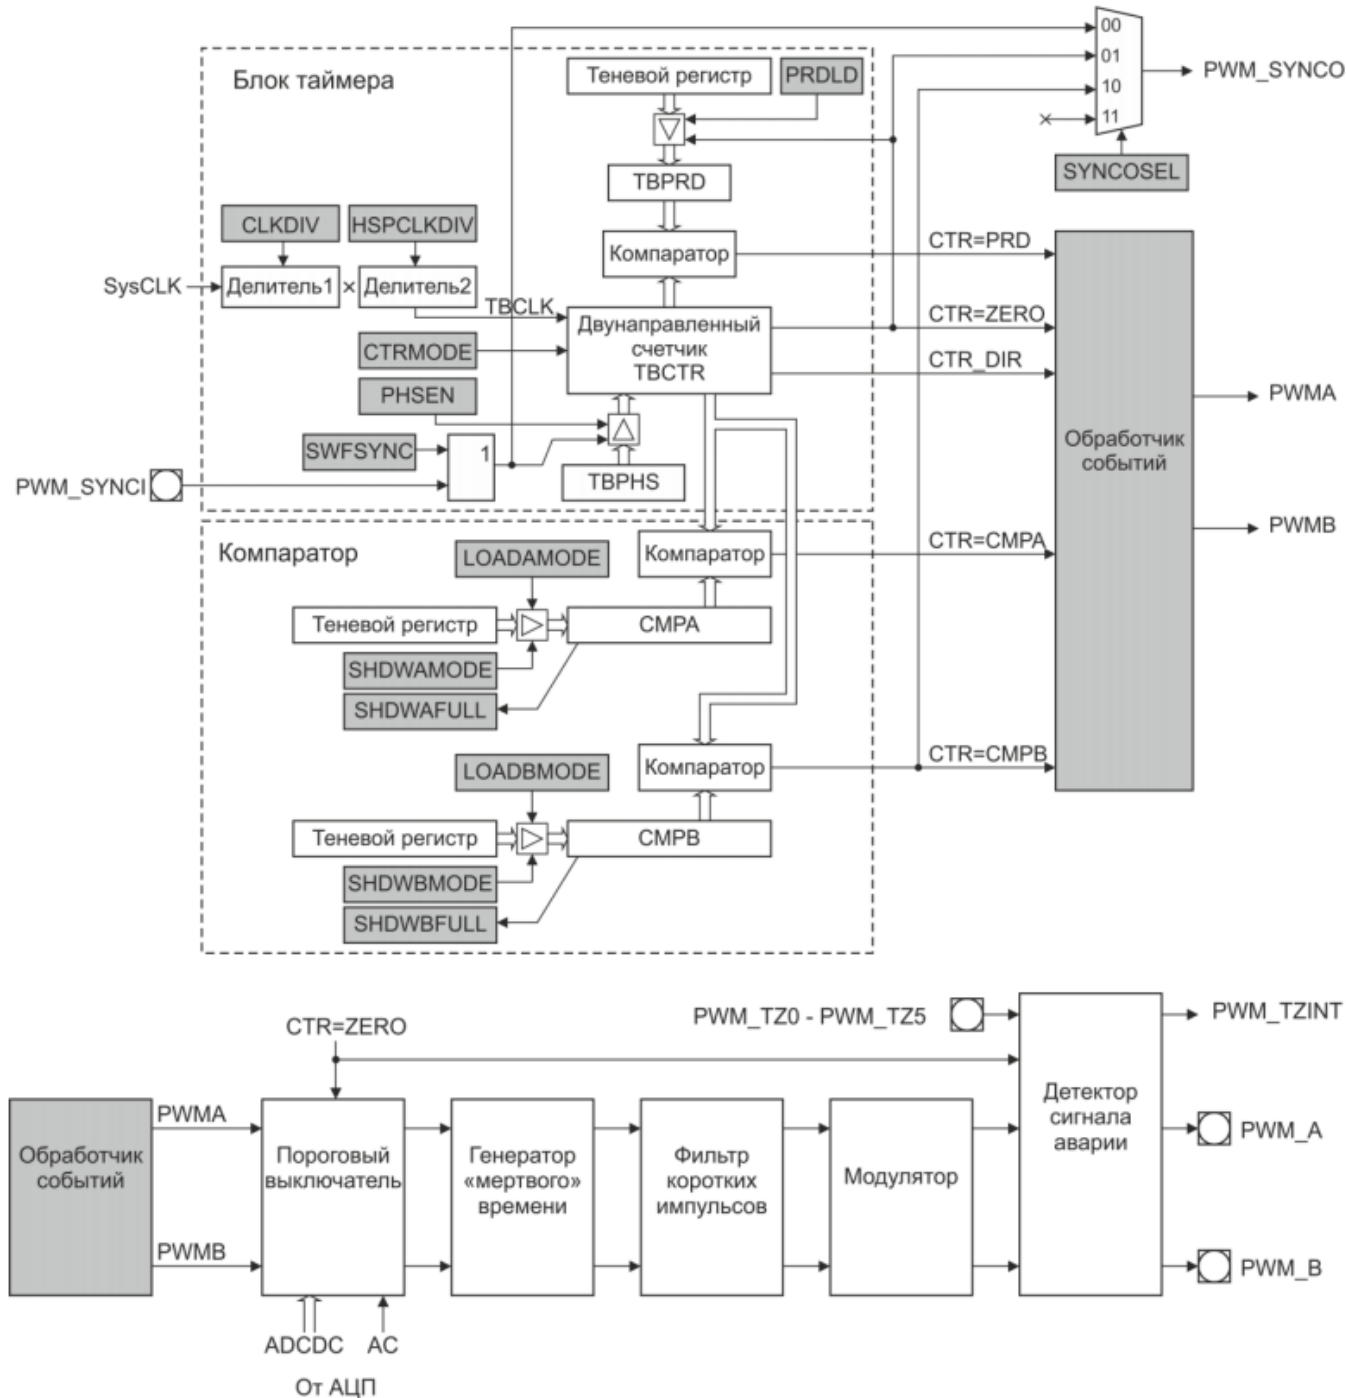 00
01
10
11
PWM_SYNCO
SYNCOSEL
Блок таймера
Теневой регистр
PRDLD
TBPRD
CLKDIV
HSPCLKDIV
Компаратор
CTR=PRD
SysCLK
Делитель1
×
Делитель2
TBCLK
Двунаправленный
счетчик
TBCTR
CTR=ZERO
CTRMODE
CTR_DIR
PHSEN
PWMA
SWFSYNC
1
Обработчик
событий
PWM_SYNCI
TBPHS
PWMB
Компаратор
LOADAMODE
Компаратор
CTR=CMPA
Теневой регистр
CMPA
SHDWAMODE
SHDWAFULL
LOADBMODE
Компаратор
CTR=CMPB
Теневой регистр
CMPB
SHDWBMODE
SHDWBFULL
CTR=ZERO
PWM_TZ0 - PWM_TZ5
PWM_TZINT
Обработчик
событий
PWMA
PWMB
Пороговый
выключатель
Генератор
«мертвого»
времени
Фильтр
коротких
импульсов
Модулятор
Детектор
сигнала
аварии
PWM_A
PWM_B
ADCDC
AC
От АЦП